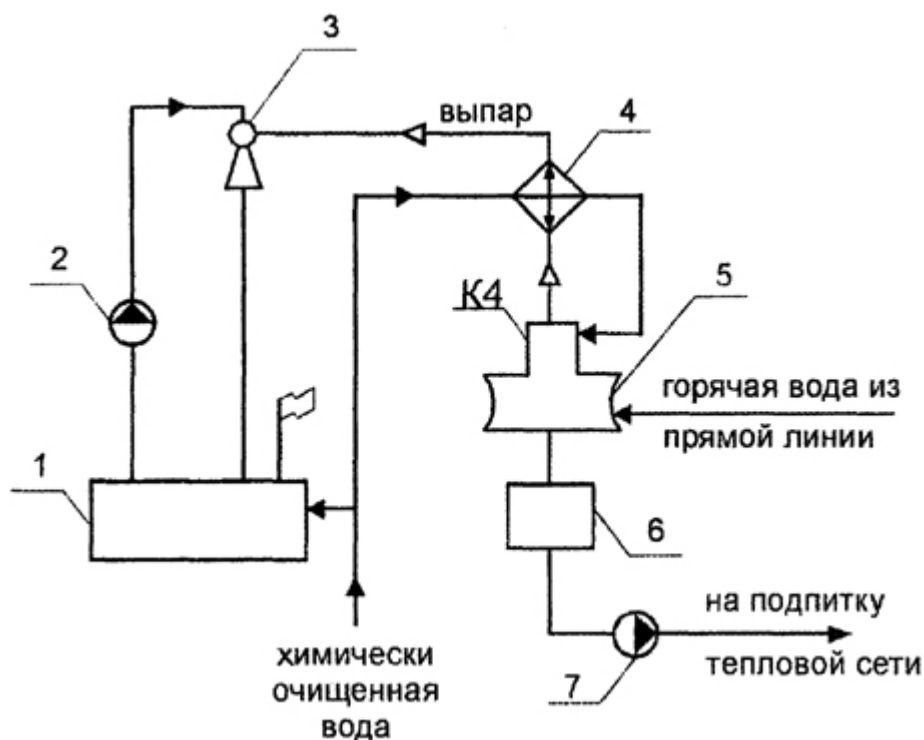 3
выпар
4
2
К4
5
горячая вода из
прямой линии
1
6
на подпитку
тепловой сети
7
химически
очищенная
вода